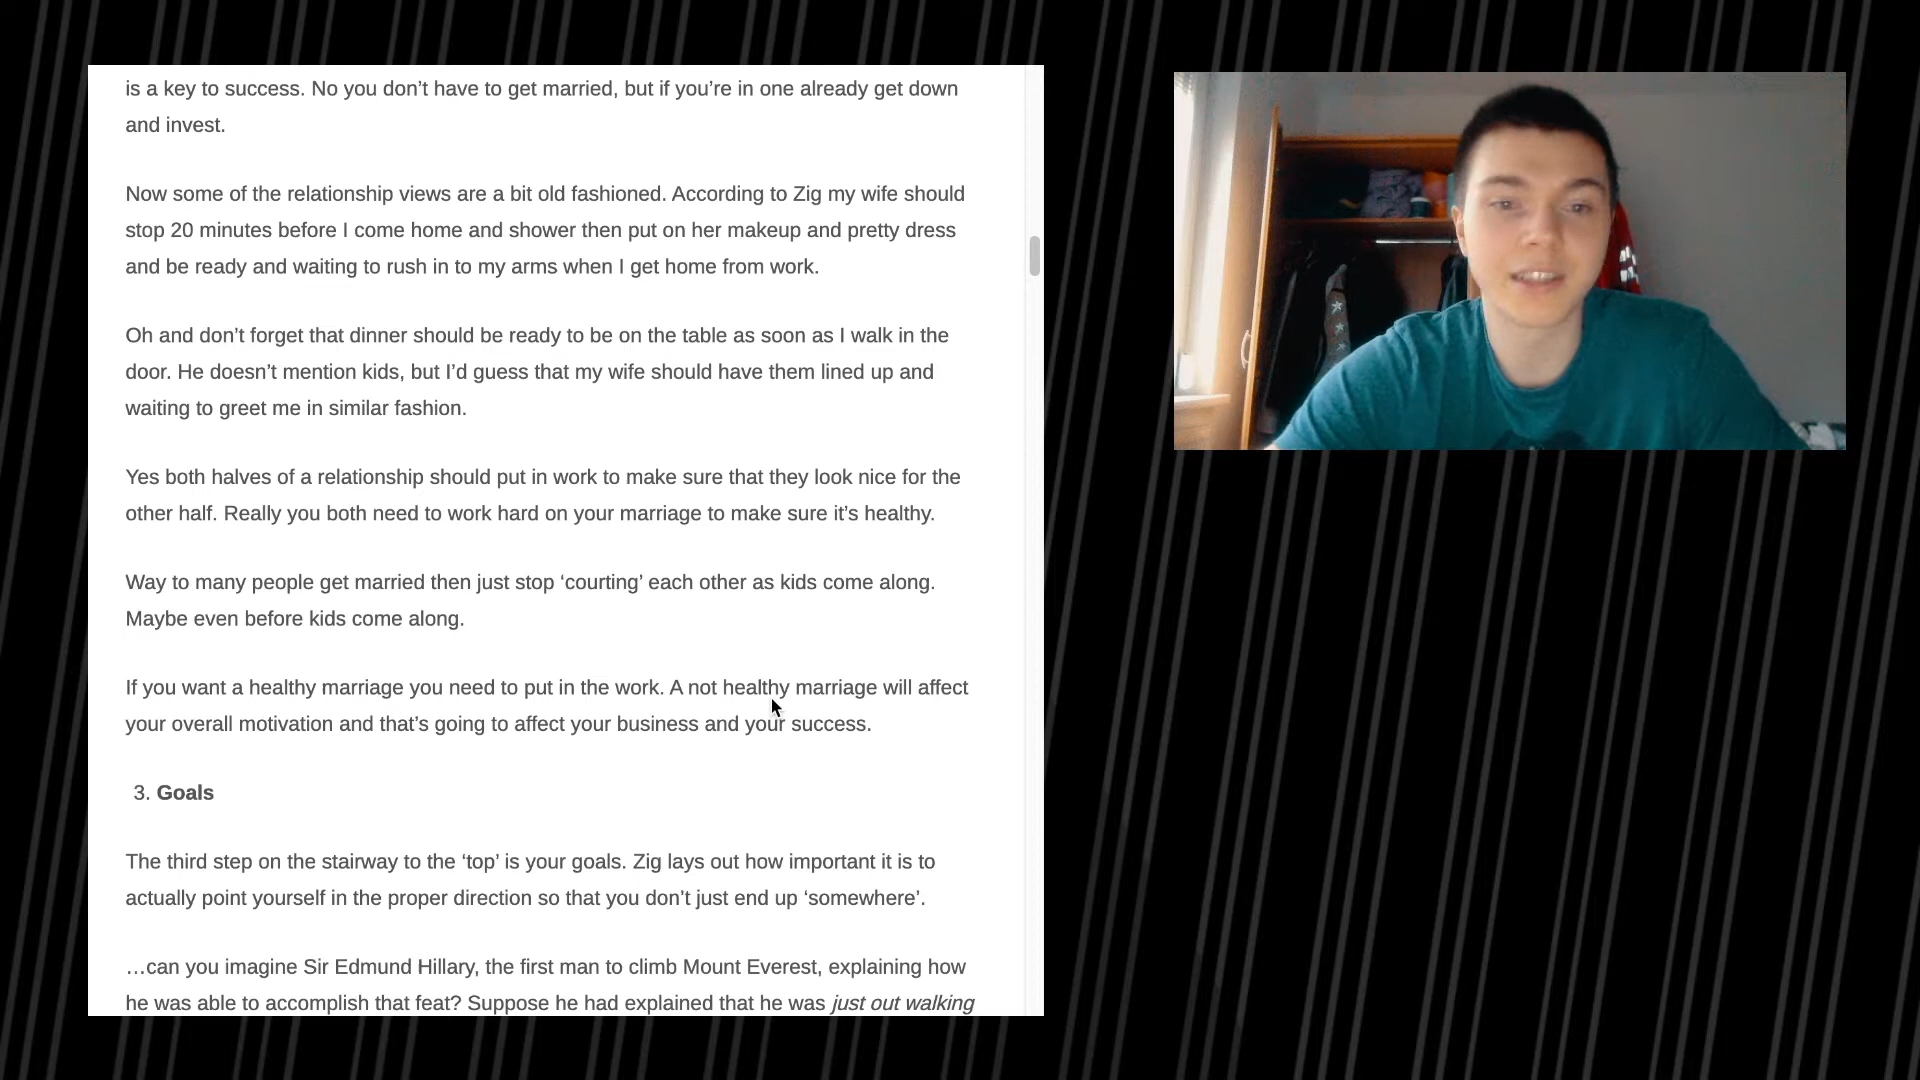 is a key to success. No you don’t have to get married, but if you’re in one already get down
and invest.
Now some of the relationship views are a bit old fashioned. According to Zig my wife should
stop 20 minutes before I come home and shower then put on her makeup and pretty dress
and be ready and waiting to rush in to my arms when I get home from work.
Oh and don’t forget that dinner should be ready to be on the table as soon as I walk in the
door. He doesn’t mention kids, but I’d guess that my wife should have them lined up and
waiting to greet me in similar fashion.
Yes both halves of a relationship should put in work to make sure that they look nice for the
other half. Really you both need to work hard on your marriage to make sure it’s healthy.
Way to many people get married then just stop ‘courting’ each other as kids come along.
Maybe even before kids come along.
If you want a healthy marriage you need to put in the work. A not healthy marriage will affect
your overall motivation and that’s going to affect your business and your success.
3. Goals
The third step on the stairway to the ‘top’ is your goals. Zig lays out how important it is to
actually point yourself in the proper direction so that you don’t just end up ‘somewhere’.
…can you imagine Sir Edmund Hillary, the first man to climb Mount Everest, explaining how
he was able to accomplish that feat? Suppose he had explained that he was just out walking